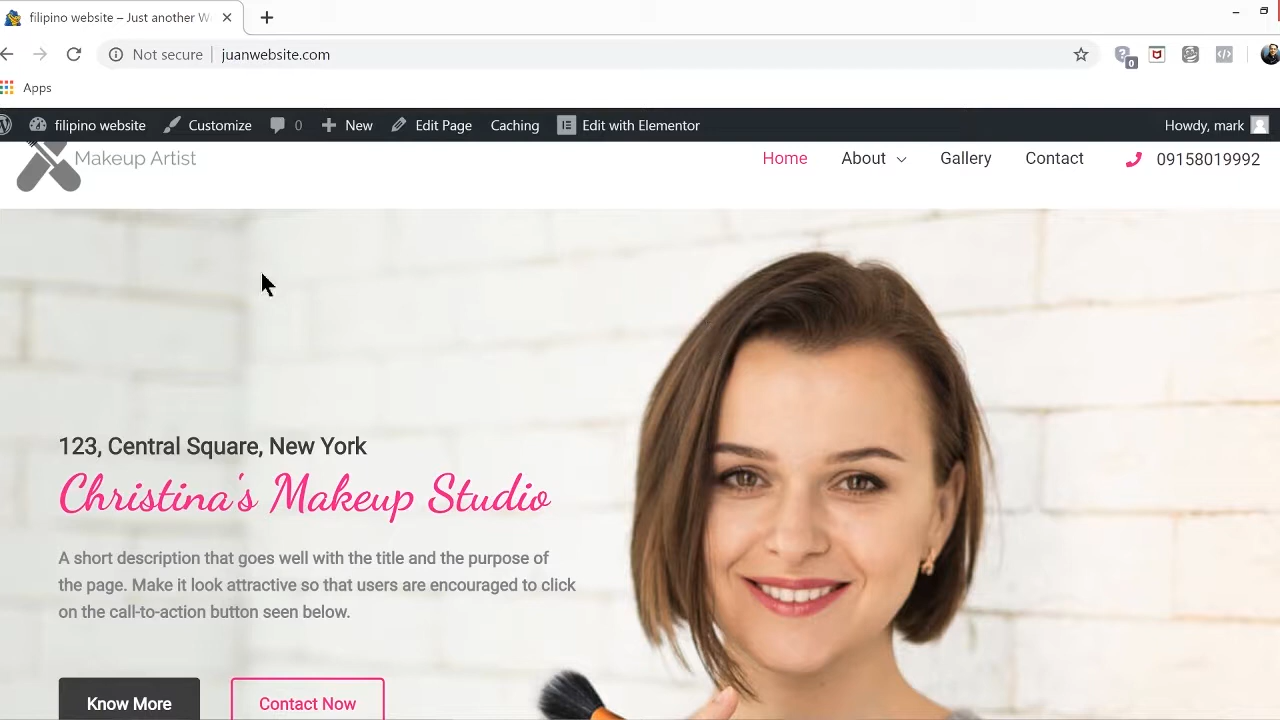 filipino website – Just another W
Not secure juanwebsite.com
0
Apps
filipino website Customize 0 New Edit Page Caching Edit with Elementor Howdy, mark
Makeup Artist Home About Gallery Contact 09158019992
123, Central Square, New York
Christina's Makeup Studio
A short description that goes well with the title and the purpose of
the page. Make it look attractive so that users are encouraged to click
on the call-to-action button seen below.
Know More Contact Now